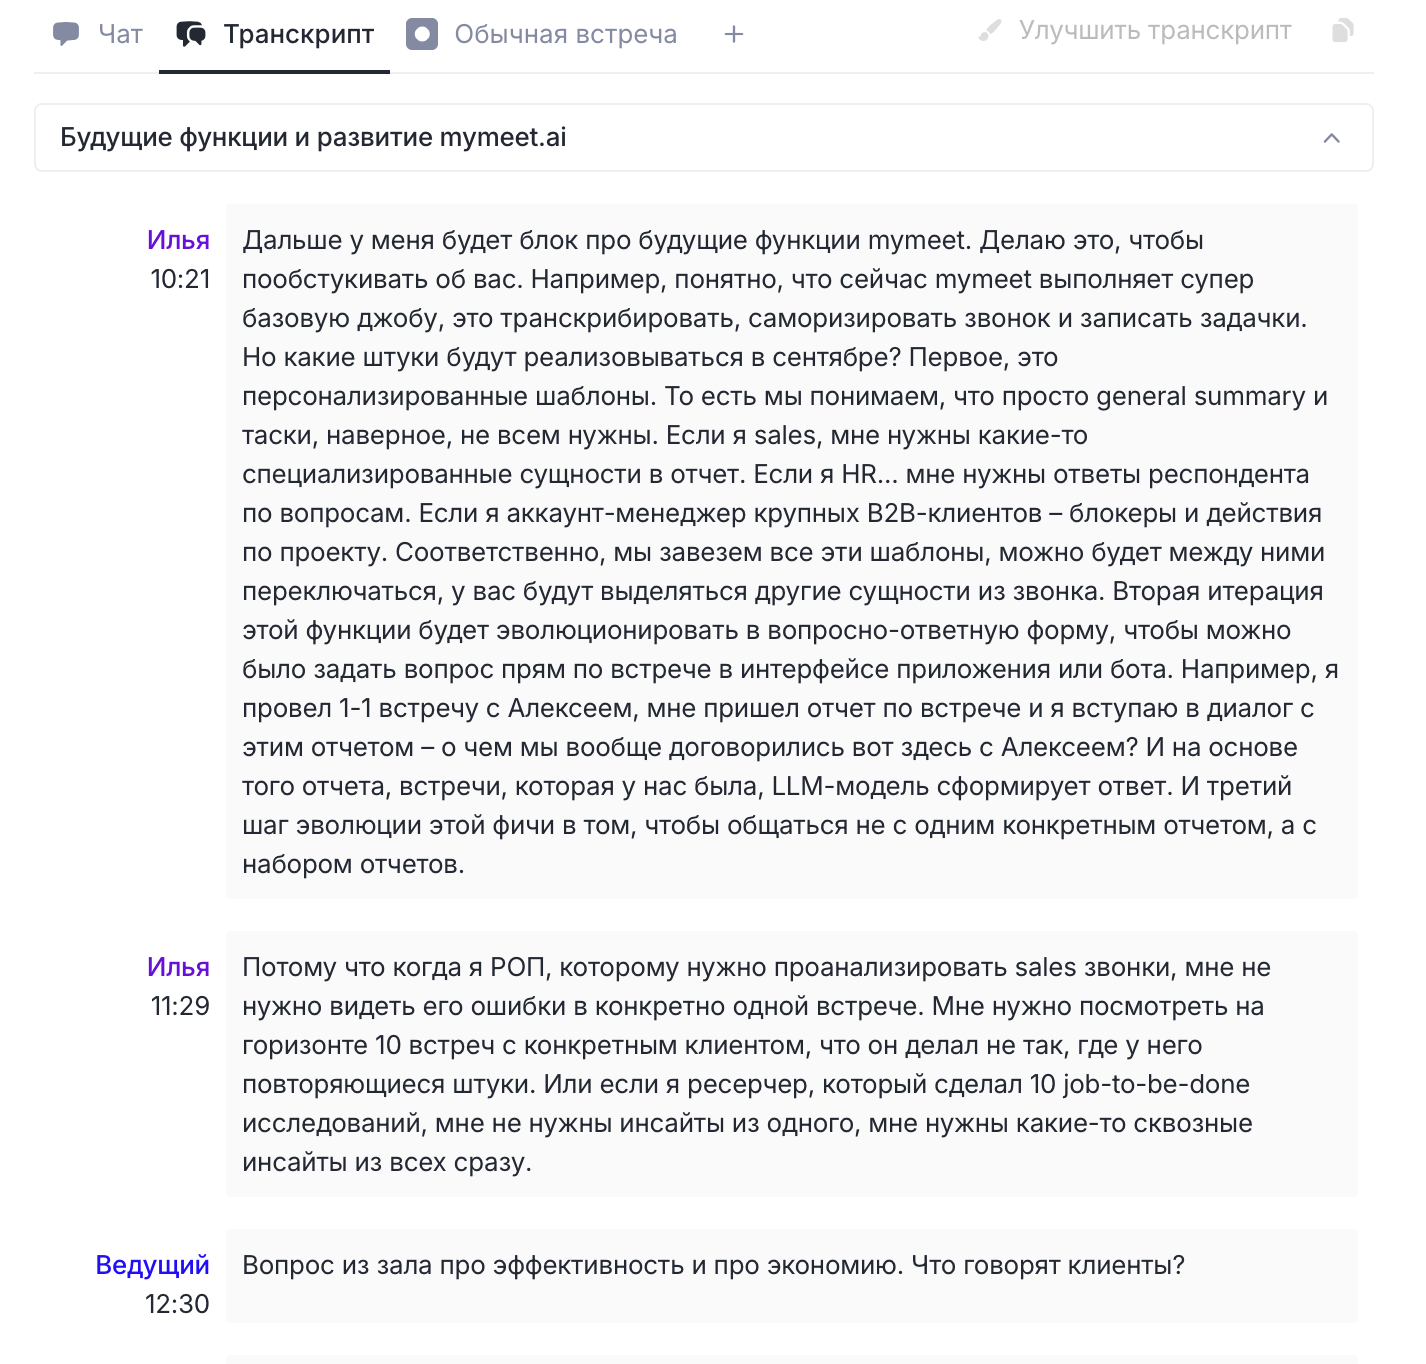 Чат
Транскрипт
Обычная встреча
+
Улучшить транскрипт
Будущие функции и развитие mymeet.ai
Илья
10:21
Дальше у меня будет блок про будущие функции mymeet. Делаю это, чтобы
пообстукивать об вас. Например, понятно, что сейчас mymeet выполняет супер
базовую джобу, это транскрибировать, саморизировать звонок и записать задачки.
Но какие штуки будут реализовываться в сентябре? Первое, это
персонализированные шаблоны. То есть мы понимаем, что просто general summary и
таски, наверное, не всем нужны. Если я sales, мне нужны какие-то
специализированные сущности в отчет. Если я HR... мне нужны ответы респондента
по вопросам. Если я аккаунт-менеджер крупных B2B-клиентов – блокеры и действия
по проекту. Соответственно, мы завезем все эти шаблоны, можно будет между ними
переключаться, у вас будут выделяться другие сущности из звонка. Вторая итерация
этой функции будет эволюционировать в вопросно-ответную форму, чтобы можно
было задать вопрос прям по встрече в интерфейсе приложения или бота. Например, я
провел 1-1 встречу с Алексеем, мне пришел отчет по встрече и я вступаю в диалог с
этим отчетом – о чем мы вообще договорились вот здесь с Алексеем? И на основе
того отчета, встречи, которая у нас была, LLM-модель сформирует ответ. И третий
шаг эволюции этой фичи в том, чтобы общаться не с одним конкретным отчетом, а с
набором отчетов.
Илья
11:29
Потому что когда я РОП, которому нужно проанализировать sales звонки, мне не
нужно видеть его ошибки в конкретно одной встрече. Мне нужно посмотреть на
горизонте 10 встреч с конкретным клиентом, что он делал не так, где у него
повторяющиеся штуки. Или если я ресерчер, который сделал 10 job-to-be-done
исследований, мне не нужны инсайты из одного, мне нужны какие-то сквозные
инсайты из всех сразу.
Ведущий
12:30
Вопрос из зала про эффективность и про экономию. Что говорят клиенты?